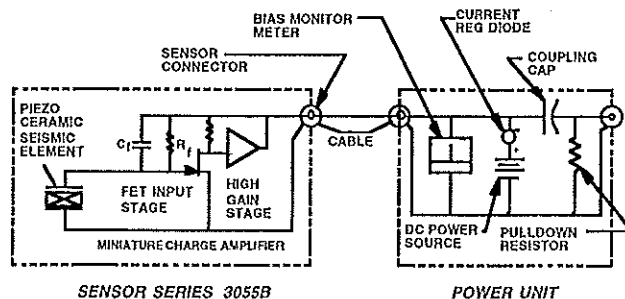 BIAS MONITOR
METER
CURRENT
REG DIODE
SENSOR
CONNECTOR
COUPLING
CAP
PIEZO
CERAMIC
SEISMIC
ELEMENT
Cf
Rf
CABLE
+
FET INPUT
STAGE
HIGH
GAIN
STAGE
DC POWER
SOURCE
PULLDOWN
RESISTOR
MINIATURE CHARGE AMPLIFIER
SENSOR SERIES 3055B
POWER UNIT